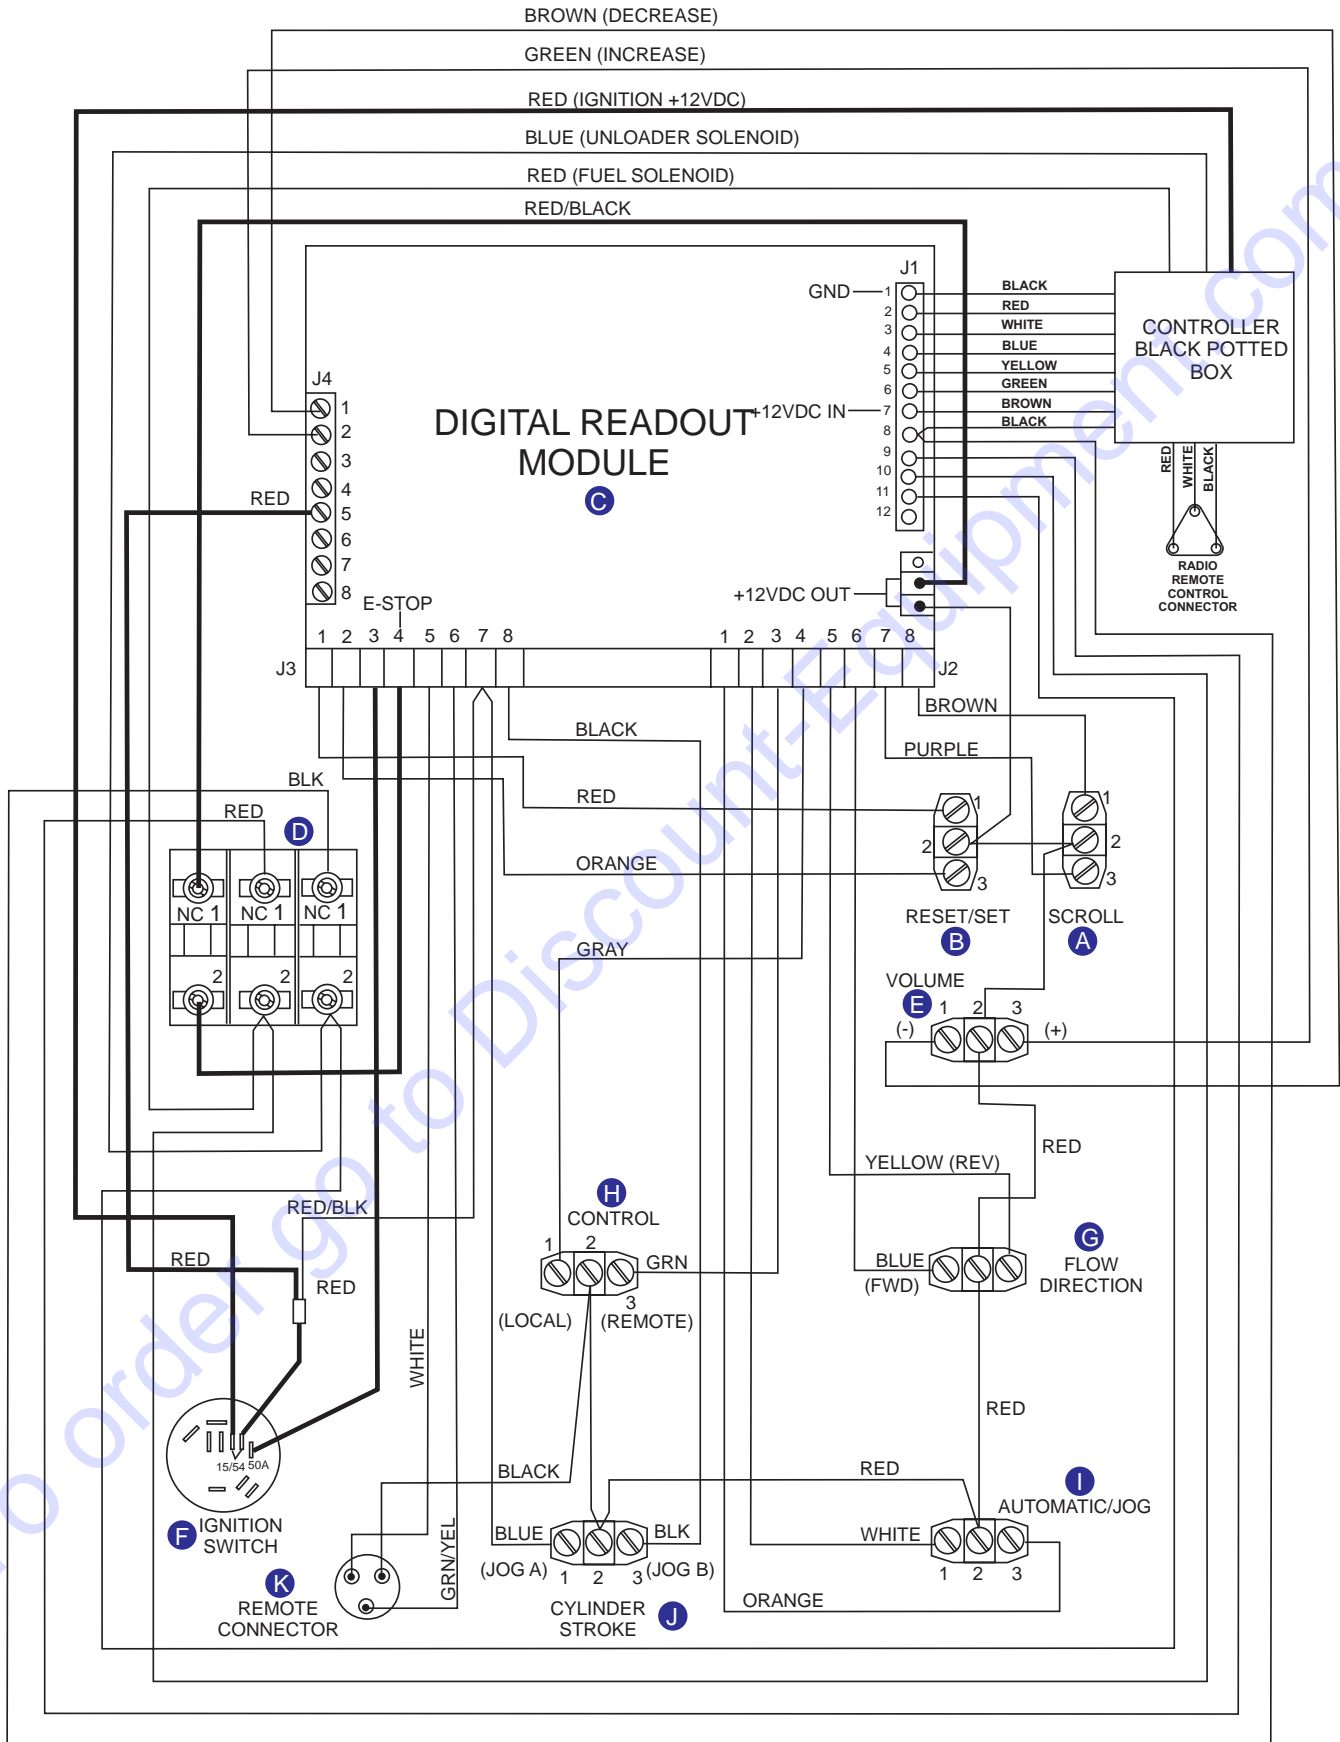 BROWN (DECREASE)
GREEN (INCREASE)
RED (IGNITION +12VDC)
BLUE (UNLOADER SOLENOID)
RED (FUEL SOLENOID)
RED/BLACK
J1
GND
1
2
3
4
5
6
7
8
9
10
11
12
BLACK
RED
WHITE
BLUE
YELLOW
GREEN
BROWN
BLACK
CONTROLLER
BLACK POTTED
BOX
+12VDC IN
J4
1
2
3
4
5
6
7
8
RED
DIGITAL READOUT
MODULE
C
RED
WHITE
BLACK
RADIO
REMOTE
CONTROL
CONNECTOR
+12VDC OUT
E-STOP
1 2 3 4 5 6 7 8
1 2 3 4 5 6 7 8
J3
J2
BROWN
BLACK
PURPLE
BLK
RED
RED
D
ORANGE
1
2
3
1
2
3
NC 1 NC 1 NC 1
2 2 2
RESET/SET
B
SCROLL
A
GRAY
VOLUME
E
1 2 3
(-)
(+)
RED
YELLOW (REV)
H
CONTROL
1 2
3
GRN
(LOCAL)
(REMOTE)
RED/BLK
RED
RED
BLUE
(FWD)
G
FLOW
DIRECTION
WHITE
RED
15/54 50A
F
IGNITION
SWITCH
BLACK
RED
I
AUTOMATIC/JOG
BLUE
BLK
WHITE
(JOG A)
1 2 3
(JOG B)
1 2 3
GRN/YEL
K
REMOTE
CONNECTOR
CYLINDER
STROKE
J
ORANGE
to order go to Discount-Equipment.com